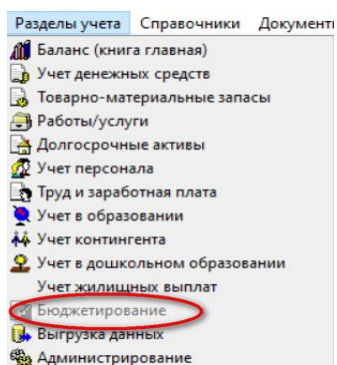 Разделы учета Справочники Документы
Баланс (книга главная)
Учет денежных средств
Товарно-материальные запасы
Работы/услуги
Долгосрочные активы
Учет персонала
Труд и заработная плата
Учет в образовании
Учет контингента
Учет в дошкольном образовании
Учет жилищных выплат
Бюджетирование
Выгрузка данных
Администрирование